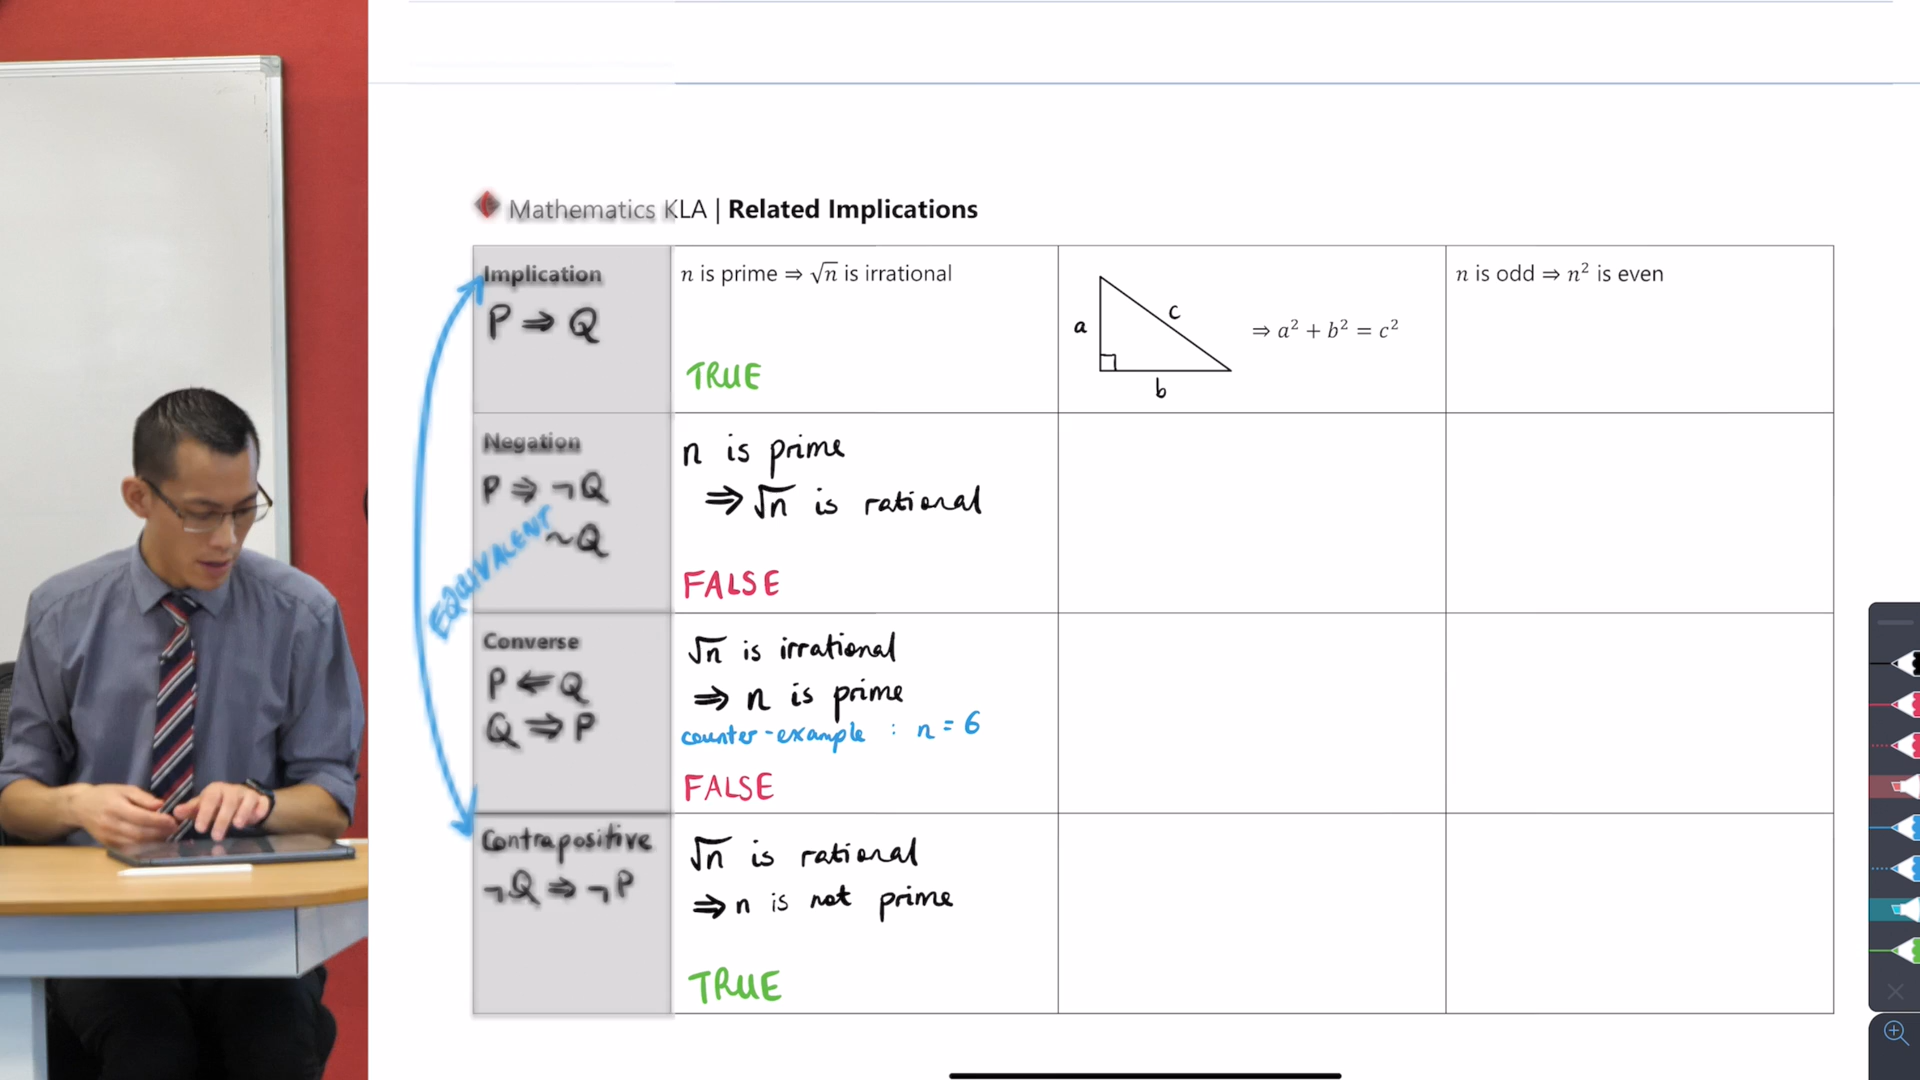 Mathematics KLA | Related Implications
Implication
P ⇒ Q
n is prime ⇒ √n is irrational
TRUE
a
c
b
⇒ a² + b² = c²
n is odd ⇒ n² is even
Negation
P ⇒ ¬Q
~Q
n is prime
⇒ √n is rational
FALSE
EQUIVALENT
Converse
P ⇐ Q
Q ⇒ P
√n is irrational
⇒ n is prime
counter-example : n = 6
FALSE
Contrapositive
¬Q ⇒ ¬P
√n is rational
⇒ n is not prime
TRUE